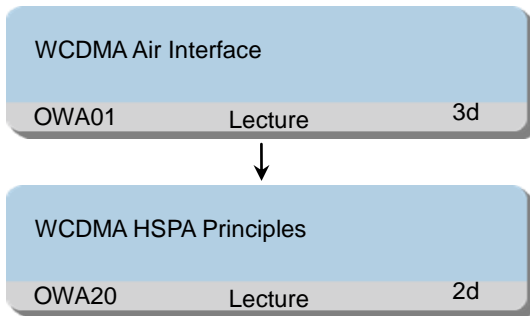 WCDMA Air Interface
OWA01 Lecture 3d
WCDMA HSPA Principles
OWA20 Lecture 2d